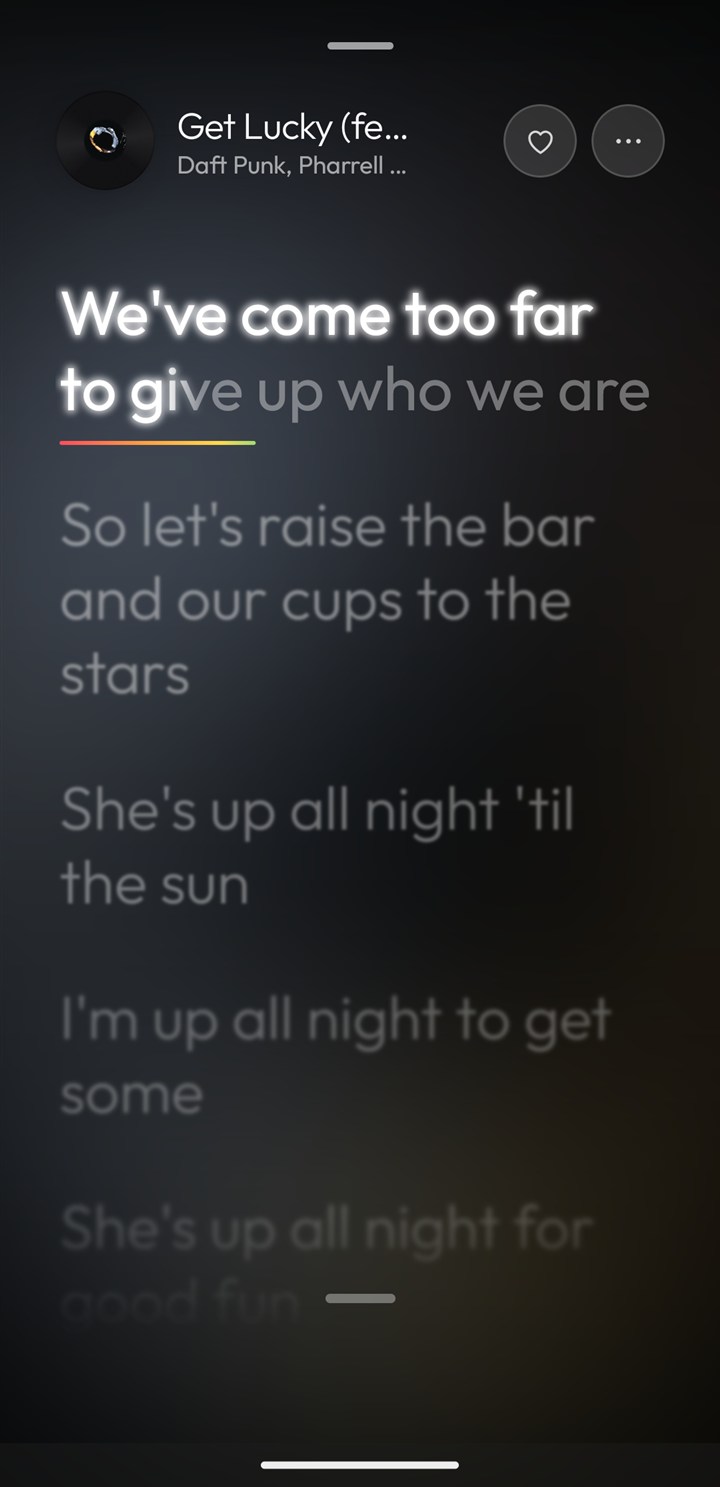 Get Lucky (fe...
Daft Punk, Pharrell ...
We've come too far
to give up who we are
So let's raise the bar
and our cups to the
stars
She's up all night 'til
the sun
I'm up all night to get
some
She's up all night for
good fun